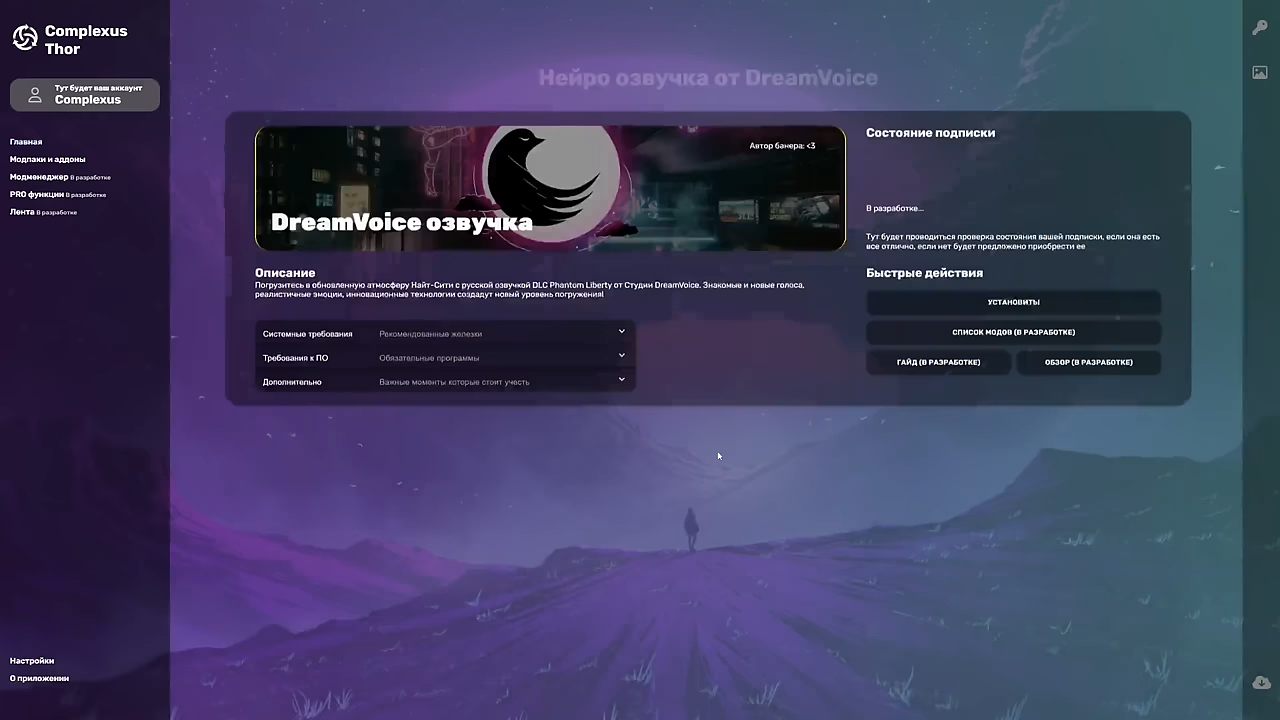 Complexus
Thor
Тут будет ваш аккаунт
Complexus
Главная
Модпаки и аддоны
Модменеджер В разработке
PRO функции В разработке
Лента В разработке
Настройки
О приложении
Нейро озвучка от DreamVoice
Автор банера: <3
DreamVoice озвучка
Описание
Погрузитесь в обновленную атмосферу Найт-Сити с русской озвучкой DLC Phantom Liberty от Студии DreamVoice. Знакомые и новые голоса,
реалистичные эмоции, инновационные технологии создадут новый уровень погружения!
Системные требования Рекомендованные железки
Требования к ПО Обязательные программы
Дополнительно Важные моменты которые стоит учесть
Состояние подписки
В разработке...
Тут будет проводиться проверка состояния вашей подписки, если она есть
все отлично, если нет будет предложно приобрести ее
Быстрые действия
УСТАНОВИТЬ!
СПИСОК МОДОВ (В РАЗРАБОТКЕ)
ГАЙД (В РАЗРАБОТКЕ) ОБЗОР (В РАЗРАБОТКЕ)